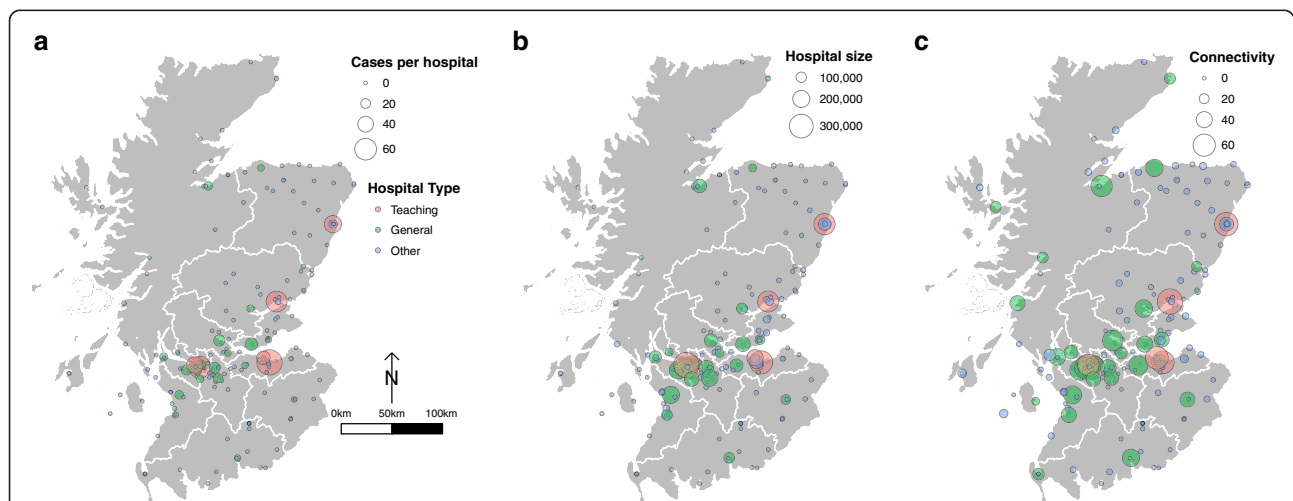 a
Cases per hospital
0
20
40
60
Hospital Type
Teaching
General
Other
N
0km 50km 100km
b
Hospital size
100,000
200,000
300,000
c
Connectivity
0
20
40
60